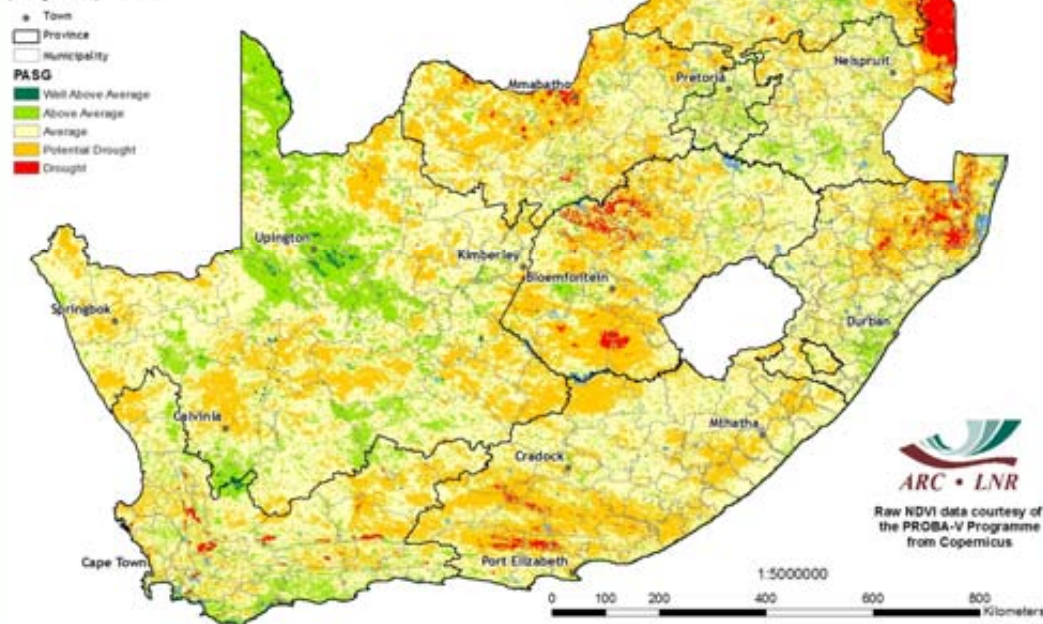 Town
Province
Municipality
PASG
Well Above Average
Above Average
Average
Potential Drought
Drought
Mmabatho
Pretoria
Nelspruit
Upington
Kimberley
Bloemfontein
Springbok
Durban
Calvinia
Mthatha
Cradock
Cape Town
Port Elizabeth
ARC • LNR
Raw NDVI data courtesy of
the PROBA-V Programme
from Copernicus
1:5000000
0 100 200 400 600 800
Kilometers